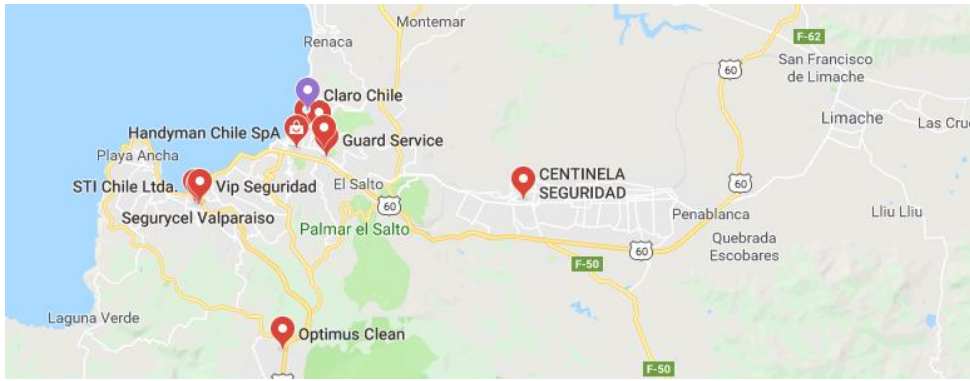 Montemar
Renaca
F-62
San Francisco
de Limache
60
Claro Chile
Limache
Las Cruc
Handyman Chile SpA
Guard Service
Playa Ancha
CENTINELA
SEGURIDAD
STI Chile Ltda.
Vip Seguridad
El Salto
60
60
Segurycel Valparaiso
Penablanca
Lliu Lliu
Palmar el Salto
Quebrada
Escobares
60
F-50
Laguna Verde
Optimus Clean
F-50